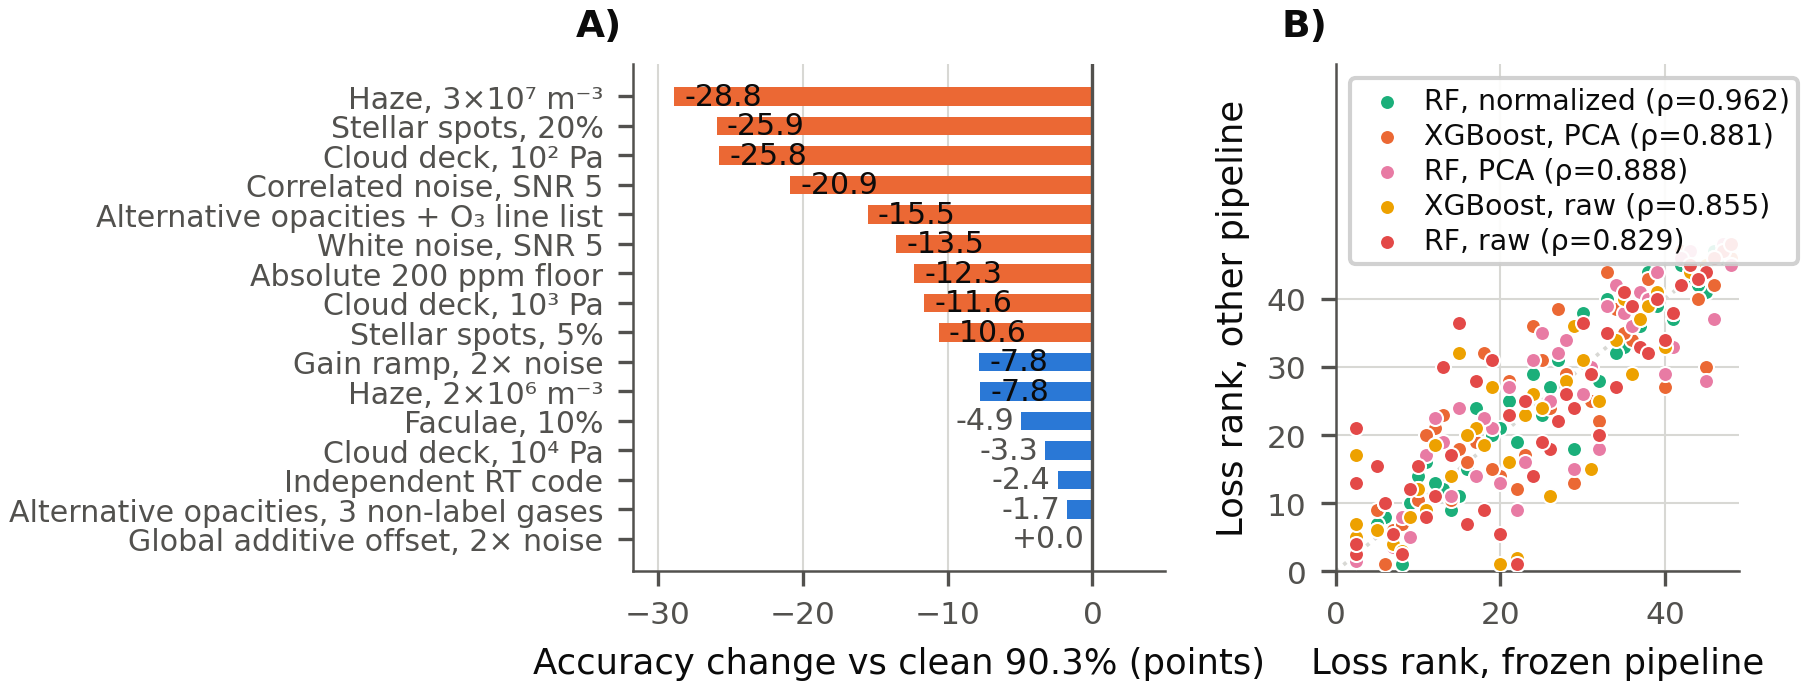 A)
Haze, 3×10⁷ m⁻³
-28.8
Stellar spots, 20%
-25.9
Cloud deck, 10² Pa
-25.8
Correlated noise, SNR 5
-20.9
Alternative opacities + O₃ line list
-15.5
White noise, SNR 5
-13.5
Absolute 200 ppm floor
-12.3
Cloud deck, 10³ Pa
-11.6
Stellar spots, 5%
-10.6
Gain ramp, 2× noise
-7.8
Haze, 2×10⁶ m⁻³
-7.8
Faculae, 10%
-4.9
Cloud deck, 10⁴ Pa
-3.3
Independent RT code
-2.4
Alternative opacities, 3 non-label gases
-1.7
Global additive offset, 2× noise
+0.0
−30
−20
−10
0
Accuracy change vs clean 90.3% (points)
B)
RF, normalized (ρ=0.962)
XGBoost, PCA (ρ=0.881)
RF, PCA (ρ=0.888)
XGBoost, raw (ρ=0.855)
RF, raw (ρ=0.829)
Loss rank, other pipeline
40
30
20
10
0
0
20
40
Loss rank, frozen pipeline